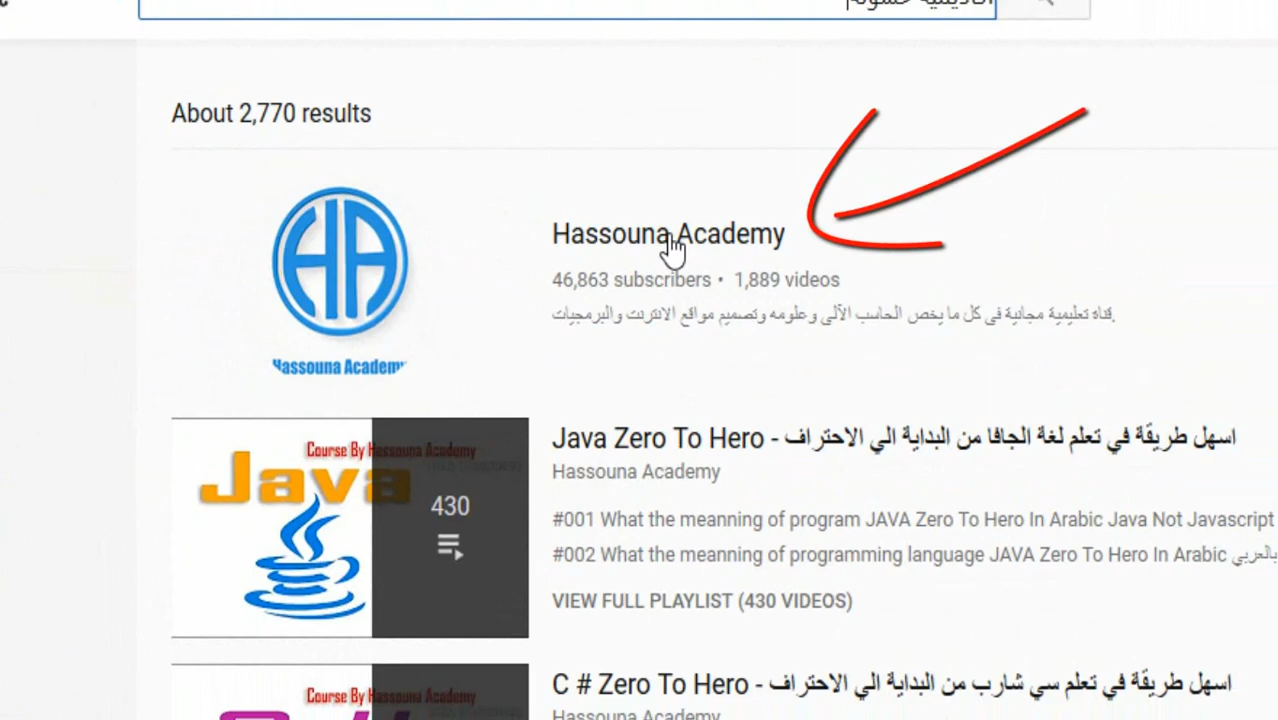 About 2,770 results
Hassouna Academy
46,863 subscribers • 1,889 videos
قناه تعليمية مجانية فى كل ما يخص الحاسب الآلى وعلومه وتصميم مواقع الانترنت والبرمجيات.
Hassouna Academy
Java Zero To Hero - اسهل طريقة في تعلم لغة الجافا من البداية الي الاحتراف
Course By Hassouna Academy
Java
430
Hassouna Academy
#001 What the meanning of program JAVA Zero To Hero In Arabic Java Not Javascript
#002 What the meanning of programming language JAVA Zero To Hero In Arabic بالعربي
VIEW FULL PLAYLIST (430 VIDEOS)
C # Zero To Hero - اسهل طريقة في تعلم سي شارب من البداية الي الاحتراف
Course By Hassouna Academy
Hassouna Academy